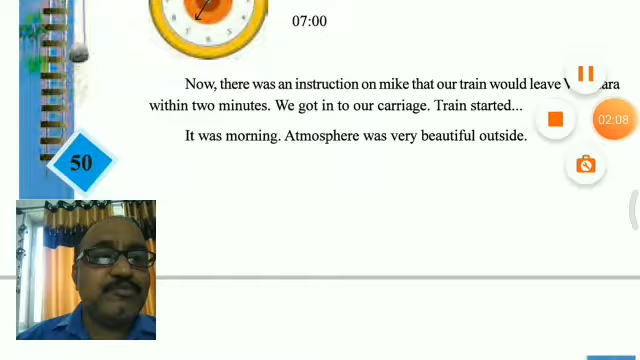 07:00
Now, there was an instruction on mike that our train would leave
within two minutes. We got in to our carriage. Train started...
It was morning. Atmosphere was very beautiful outside.
50
02:08